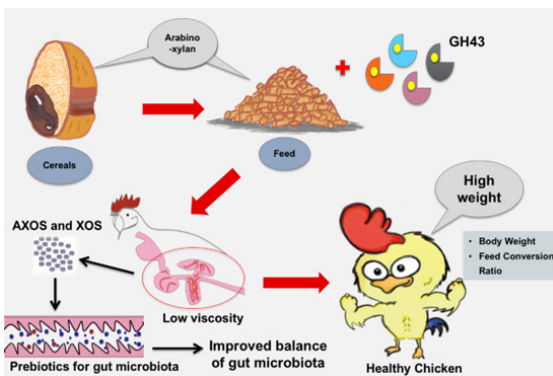 Arabino
-xylan
GH43
Cereals
Feed
High
weight
AXOS and XOS
• Body Weight
• Feed Conversion
Ratio
Low viscosity
Prebiotics for gut microbiota
Improved balance
of gut microbiota
Healthy Chicken